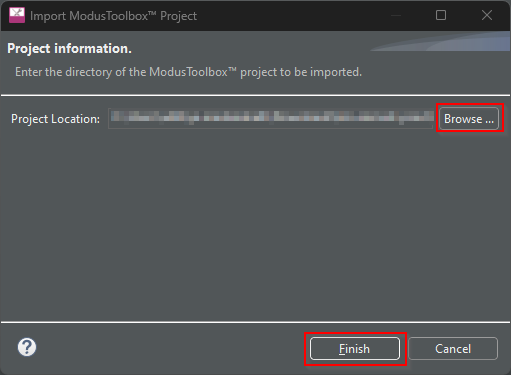 Import ModusToolbox™ Project
Project information.
Enter the directory of the ModusToolbox™ project to be imported.
Project Location:
Browse ...
?
Finish
Cancel